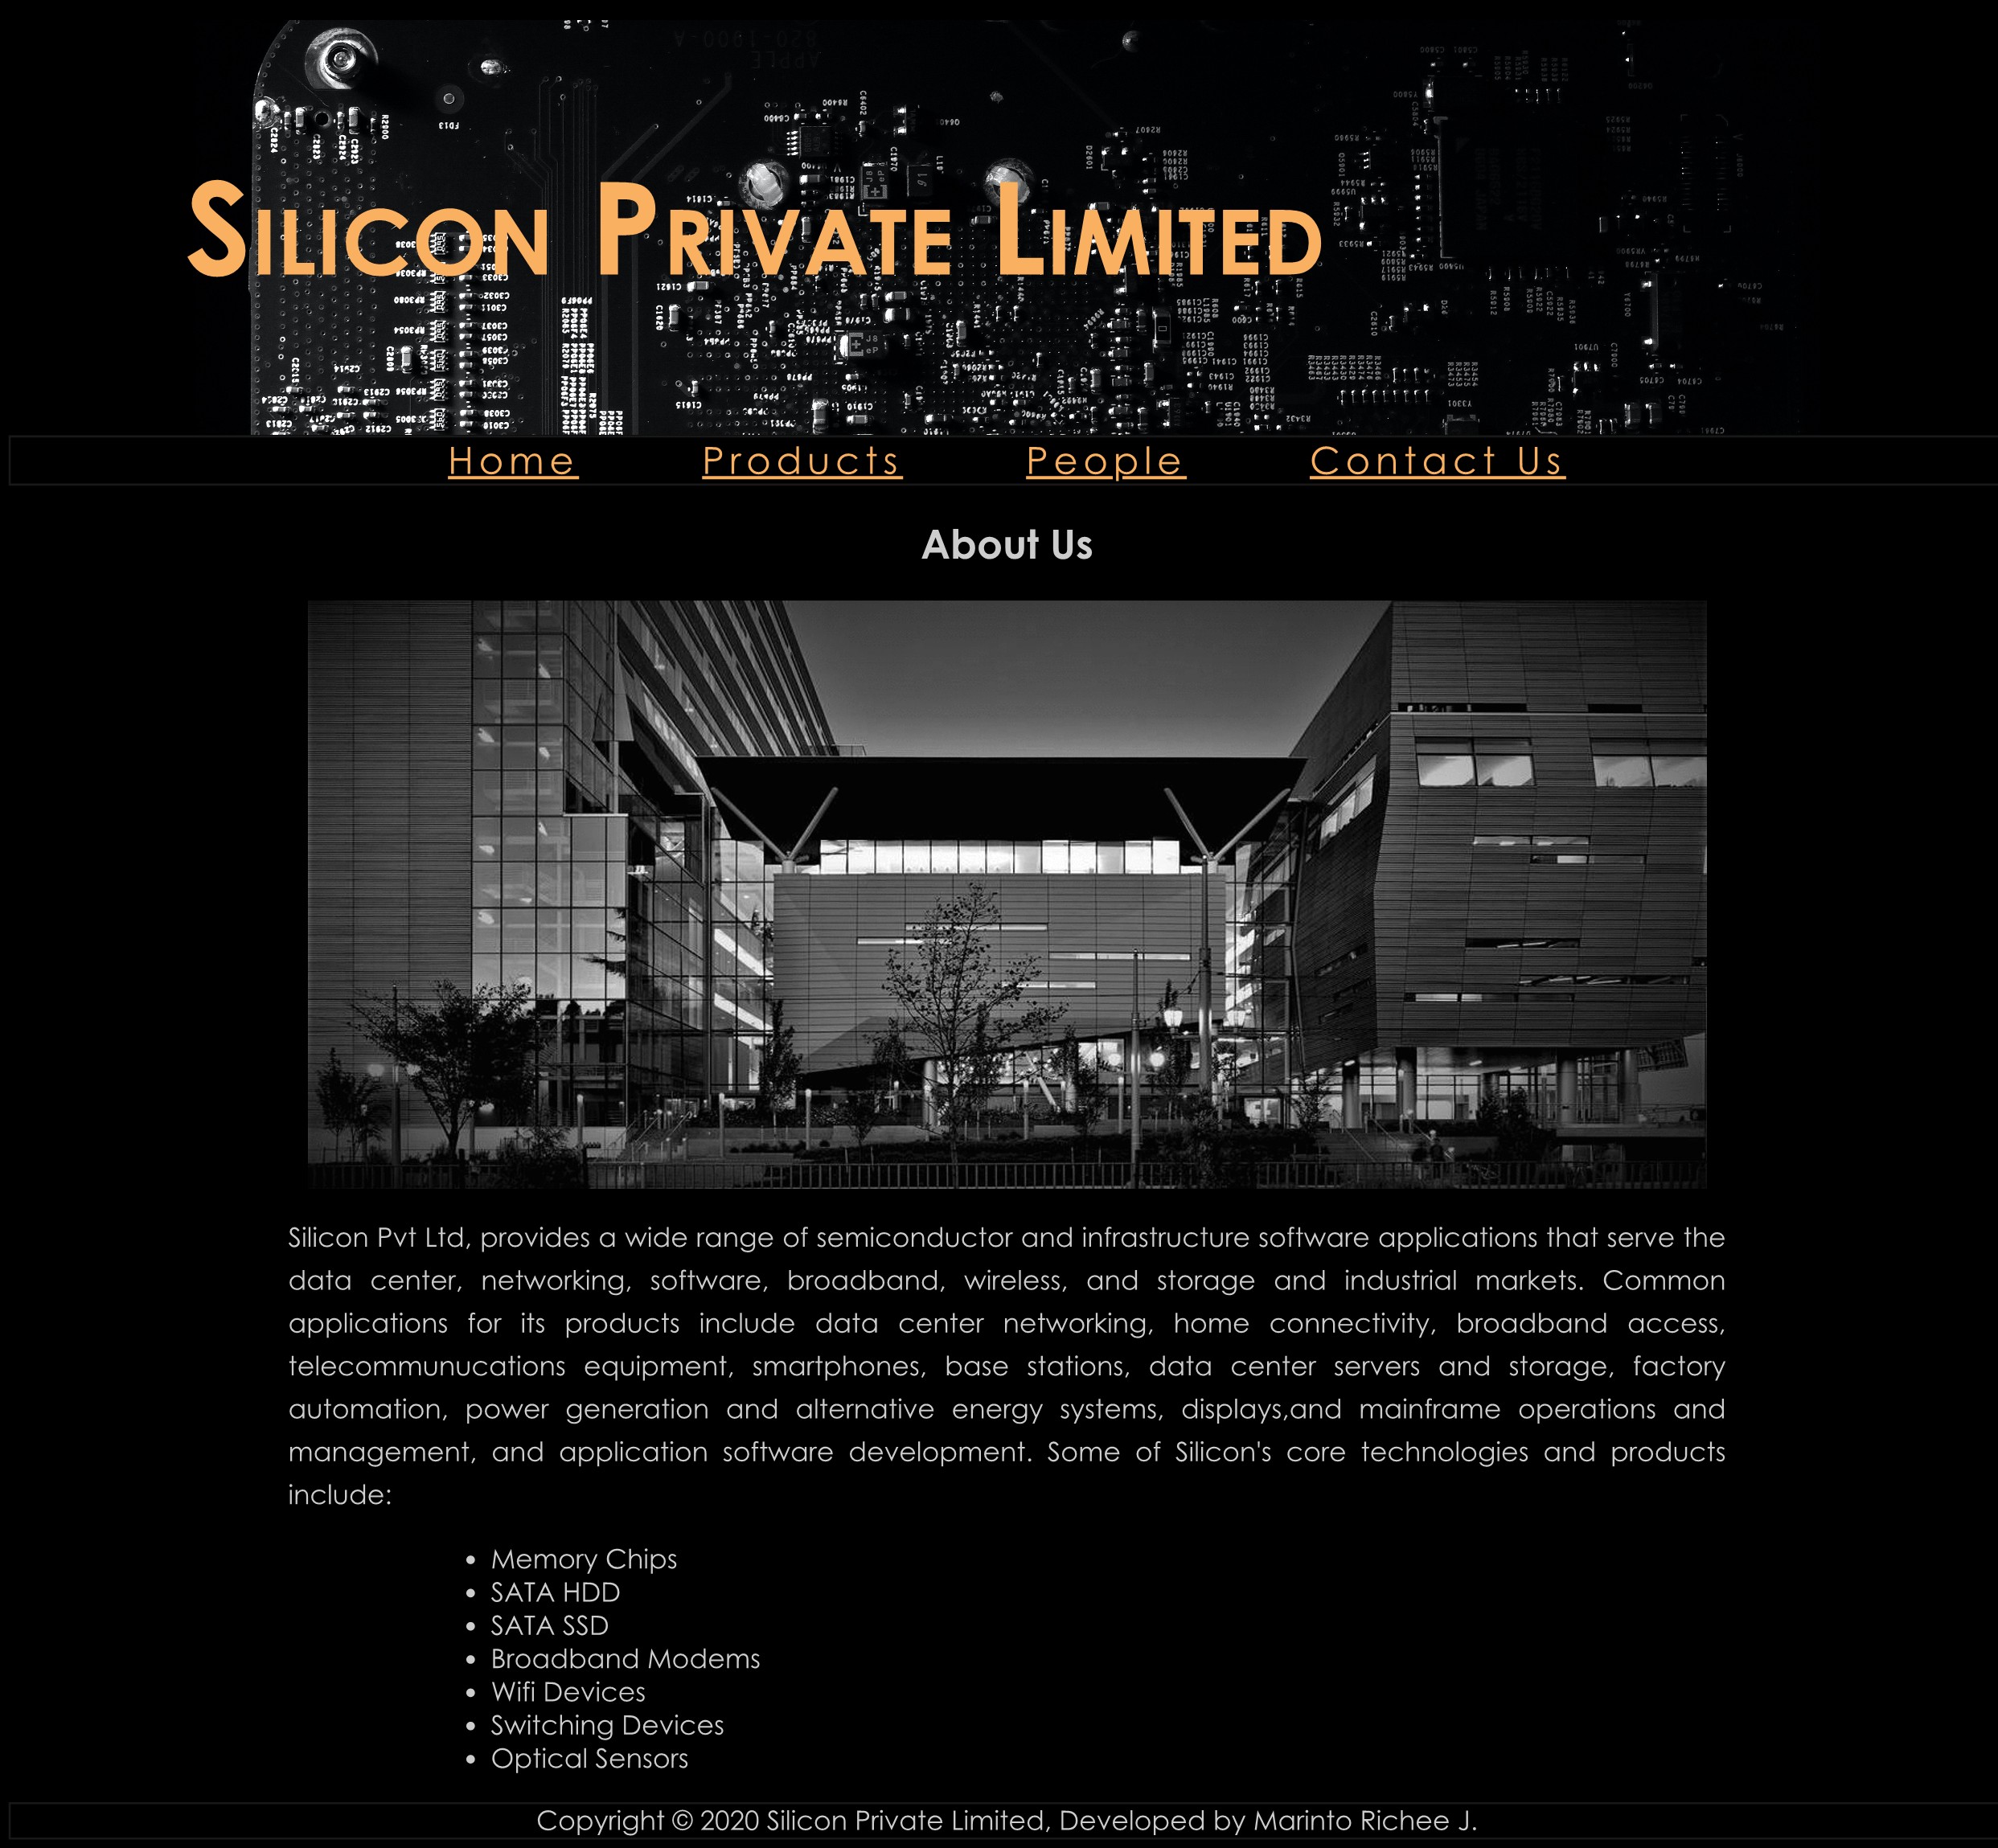 Silicon Private Limited
Home Products People Contact Us
About Us
Silicon Pvt Ltd, provides a wide range of semiconductor and infrastructure software applications that serve the
data center, networking, software, broadband, wireless, and storage and industrial markets. Common
applications for its products include data center networking, home connectivity, broadband access,
telecommunucations equipment, smartphones, base stations, data center servers and storage, factory
automation, power generation and alternative energy systems, displays,and mainframe operations and
management, and application software development. Some of Silicon's core technologies and products
include:
• Memory Chips
• SATA HDD
• SATA SSD
• Broadband Modems
• Wifi Devices
• Switching Devices
• Optical Sensors
Copyright © 2020 Silicon Private Limited, Developed by Marinto Richee J.